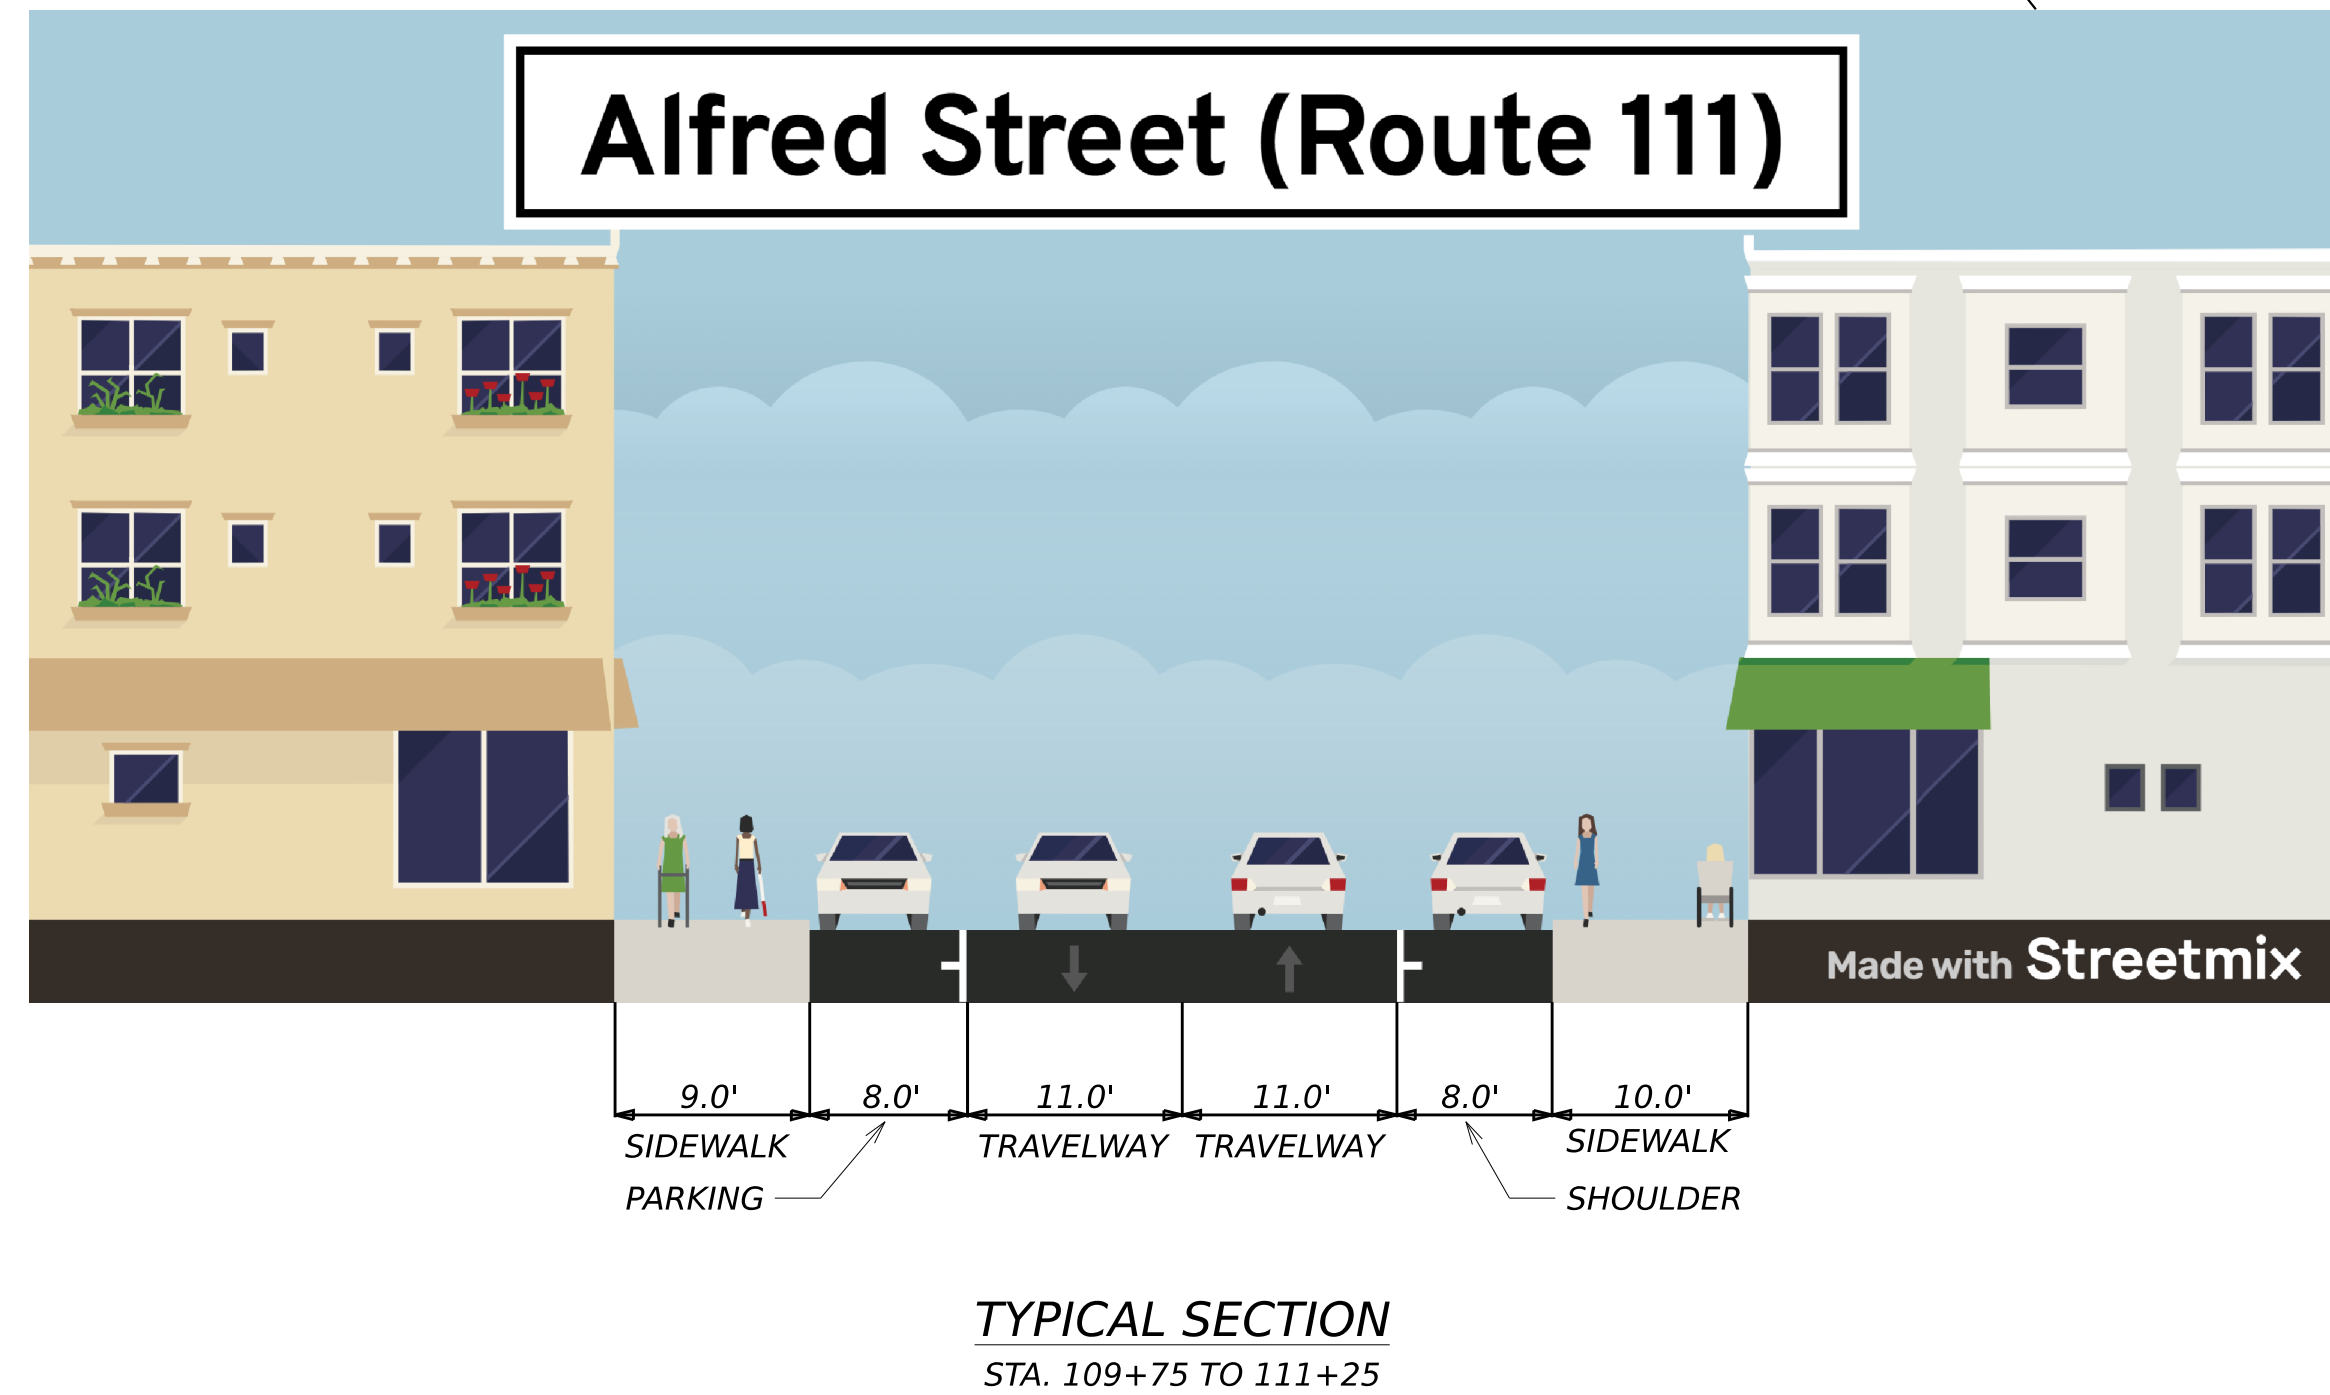 Alfred Street (Route 111)
Made with Streetmix
9.0' 8.0' 11.0' 11.0' 8.0' 10.0'
SIDEWALK TRAVELWAY TRAVELWAY SIDEWALK
PARKING SHOULDER
TYPICAL SECTION
STA. 109+75 TO 111+25